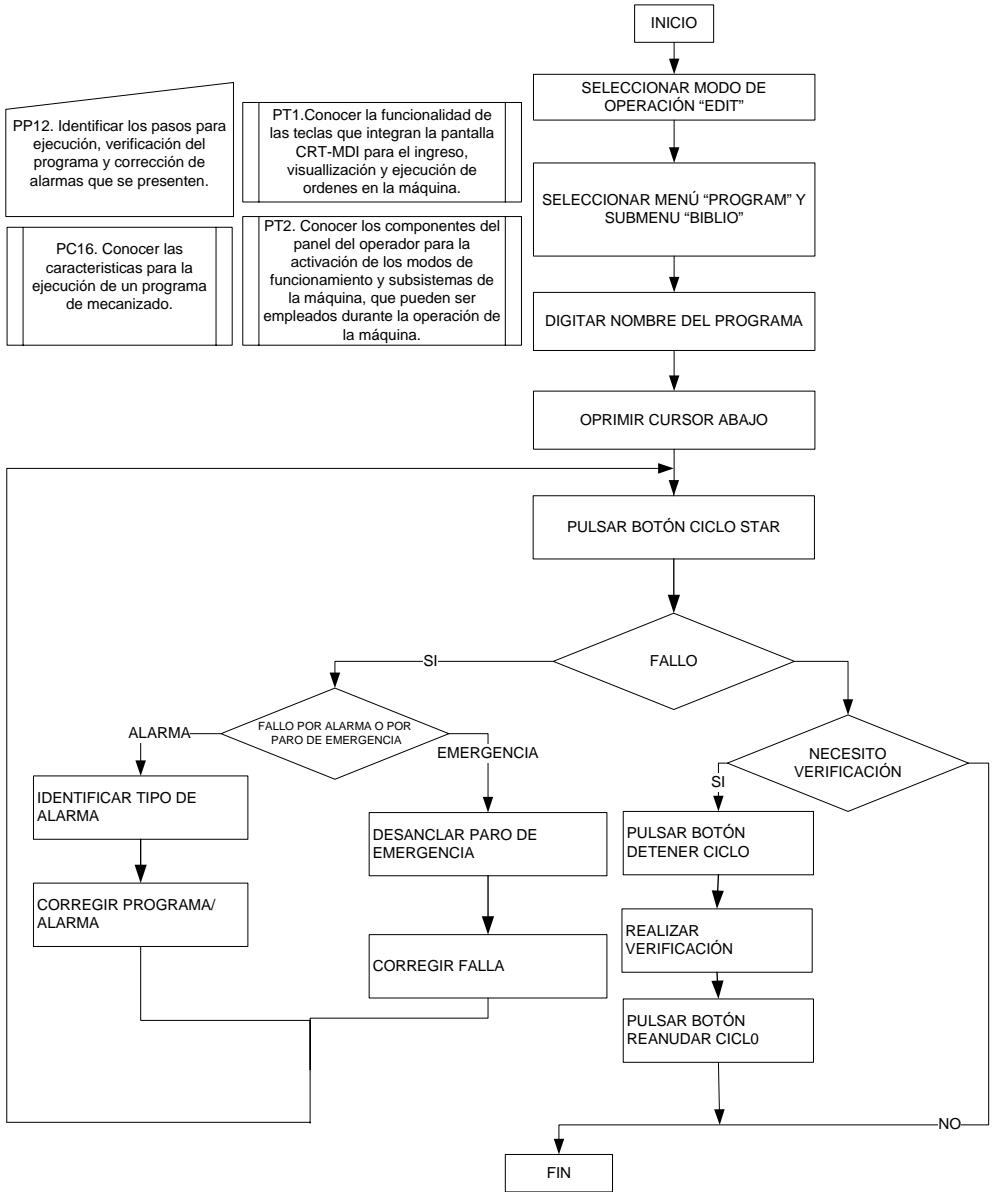 INICIO
SELECCIONAR MODO DE
OPERACIÓN “EDIT”
PP12. Identificar los pasos para
ejecución, verificación del
programa y corrección de
alarmas que se presenten.
PT1.Conocer la funcionalidad de
las teclas que integran la pantalla
CRT-MDI para el ingreso,
visuallización y ejecución de
ordenes en la máquina.
SELECCIONAR MENÚ “PROGRAM” Y
SUBMENU “BIBLIO”
PC16. Conocer las
caracteristicas para la
ejecución de un programa
de mecanizado.
PT2. Conocer los componentes del
panel del operador para la
activación de los modos de
funcionamiento y subsistemas de
la máquina, que pueden ser
empleados durante la operación de
la máquina.
DIGITAR NOMBRE DEL PROGRAMA
OPRIMIR CURSOR ABAJO
PULSAR BOTÓN CICLO STAR
FALLO
SI
FALLO POR ALARMA O POR
PARO DE EMERGENCIA
ALARMA
EMERGENCIA
NECESITO
VERIFICACIÓN
SI
IDENTIFICAR TIPO DE
ALARMA
DESANCLAR PARO DE
EMERGENCIA
PULSAR BOTÓN
DETENER CICLO
CORREGIR PROGRAMA/
ALARMA
CORREGIR FALLA
REALIZAR
VERIFICACIÓN
PULSAR BOTÓN
REANUDAR CICL0
NO
FIN